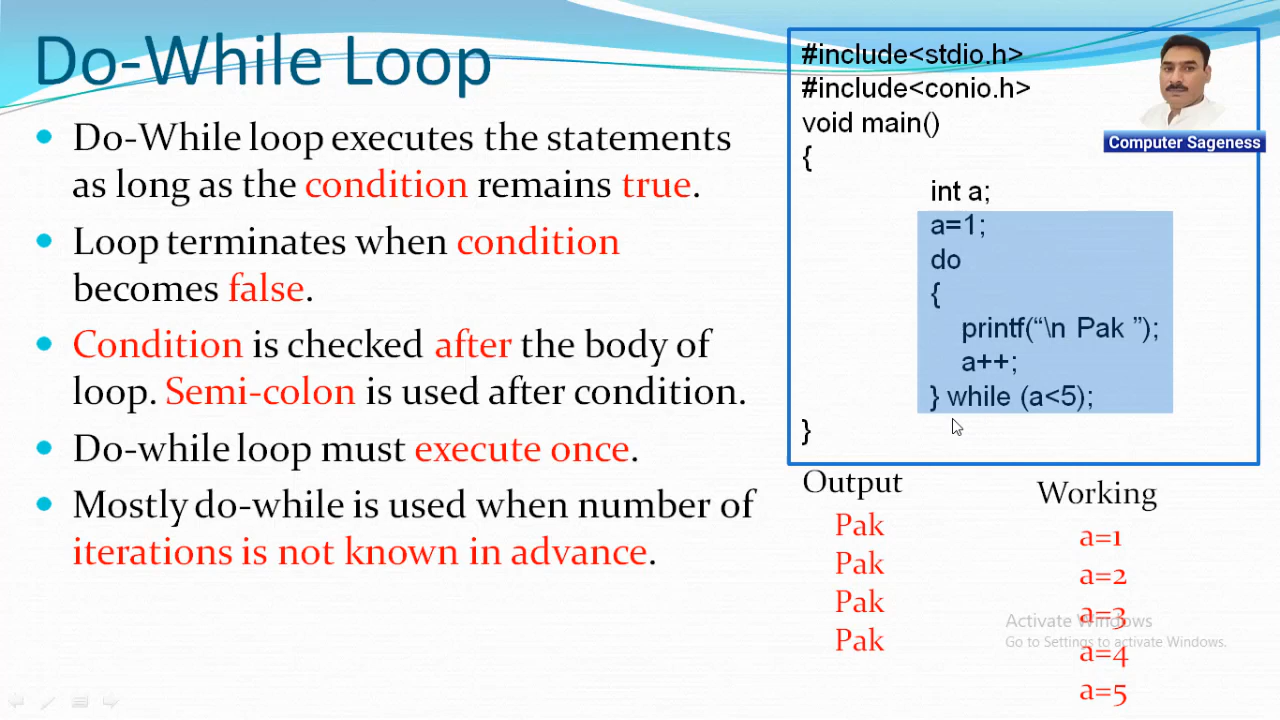 Do-While Loop
Do-While loop executes the statements
as long as the condition remains true.
Loop terminates when condition
becomes false.
Condition is checked after the body of
loop. Semi-colon is used after condition.
Do-while loop must execute once.
Mostly do-while is used when number of
iterations is not known in advance.
#include<stdio.h>
#include<conio.h>
void main()
{
int a;
a=1;
do
{
printf(“\n Pak ”);
a++;
} while (a<5);
}
Computer Sageness
Output
Pak
Pak
Pak
Pak
Working
a=1
a=2
a=3
a=4
a=5
Activate Windows
Go to Settings to activate Windows.